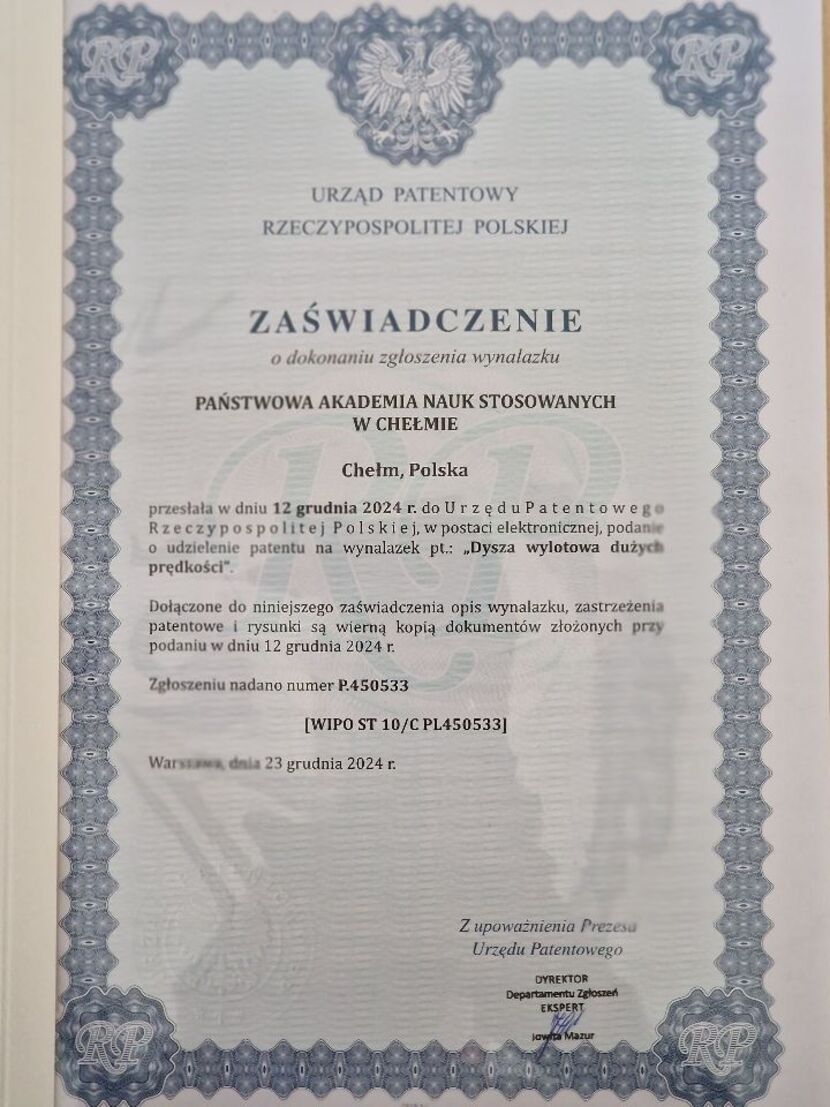 RP
RP
URZĄD PATENTOWY
RZECZYPOSPOLITEJ POLSKIEJ
ZAŚWIADCZENIE
o dokonaniu zgłoszenia wynalazku
PAŃSTWOWA AKADEMIA NAUK STOSOWANYCH
W CHEŁMIE
Chełm, Polska
przesłała w dniu 12 grudnia 2024 r. do U r z ę d u P a t e n t o w e g o
R z e c z y p o s p o l i t e j P o l s k i e j, w postaci elektronicznej, podanie
o udzielenie patentu na wynalazek pt.: „Dysza wylotowa dużych
prędkości".
Dołączone do niniejszego zaświadczenia opis wynalazku, zastrzeżenia
patentowe i rysunki są wierną kopią dokumentów złożonych przy
podaniu w dniu 12 grudnia 2024 r.
Zgłoszeniu nadano numer P.450533
[WIPO ST 10/C PL450533]
Warszawa, dnia 23 grudnia 2024 r.
Z upoważnienia Prezesa
Urzędu Patentowego
DYREKTOR
Departamentu Zgłoszeń
EKSPERT
Jowita Mazur
RP
RP